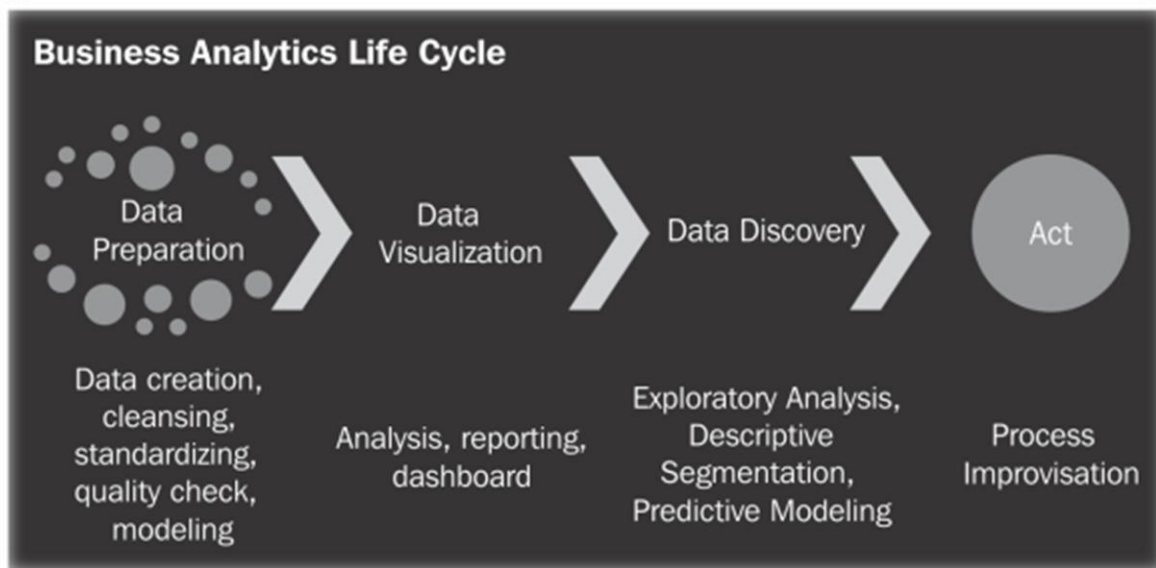 Business Analytics Life Cycle
Data
Preparation
Data
Visualization
Data Discovery
Act
Data creation,
cleansing,
standardizing,
quality check,
modeling
Analysis, reporting,
dashboard
Exploratory Analysis,
Descriptive
Segmentation,
Predictive Modeling
Process
Improvisation